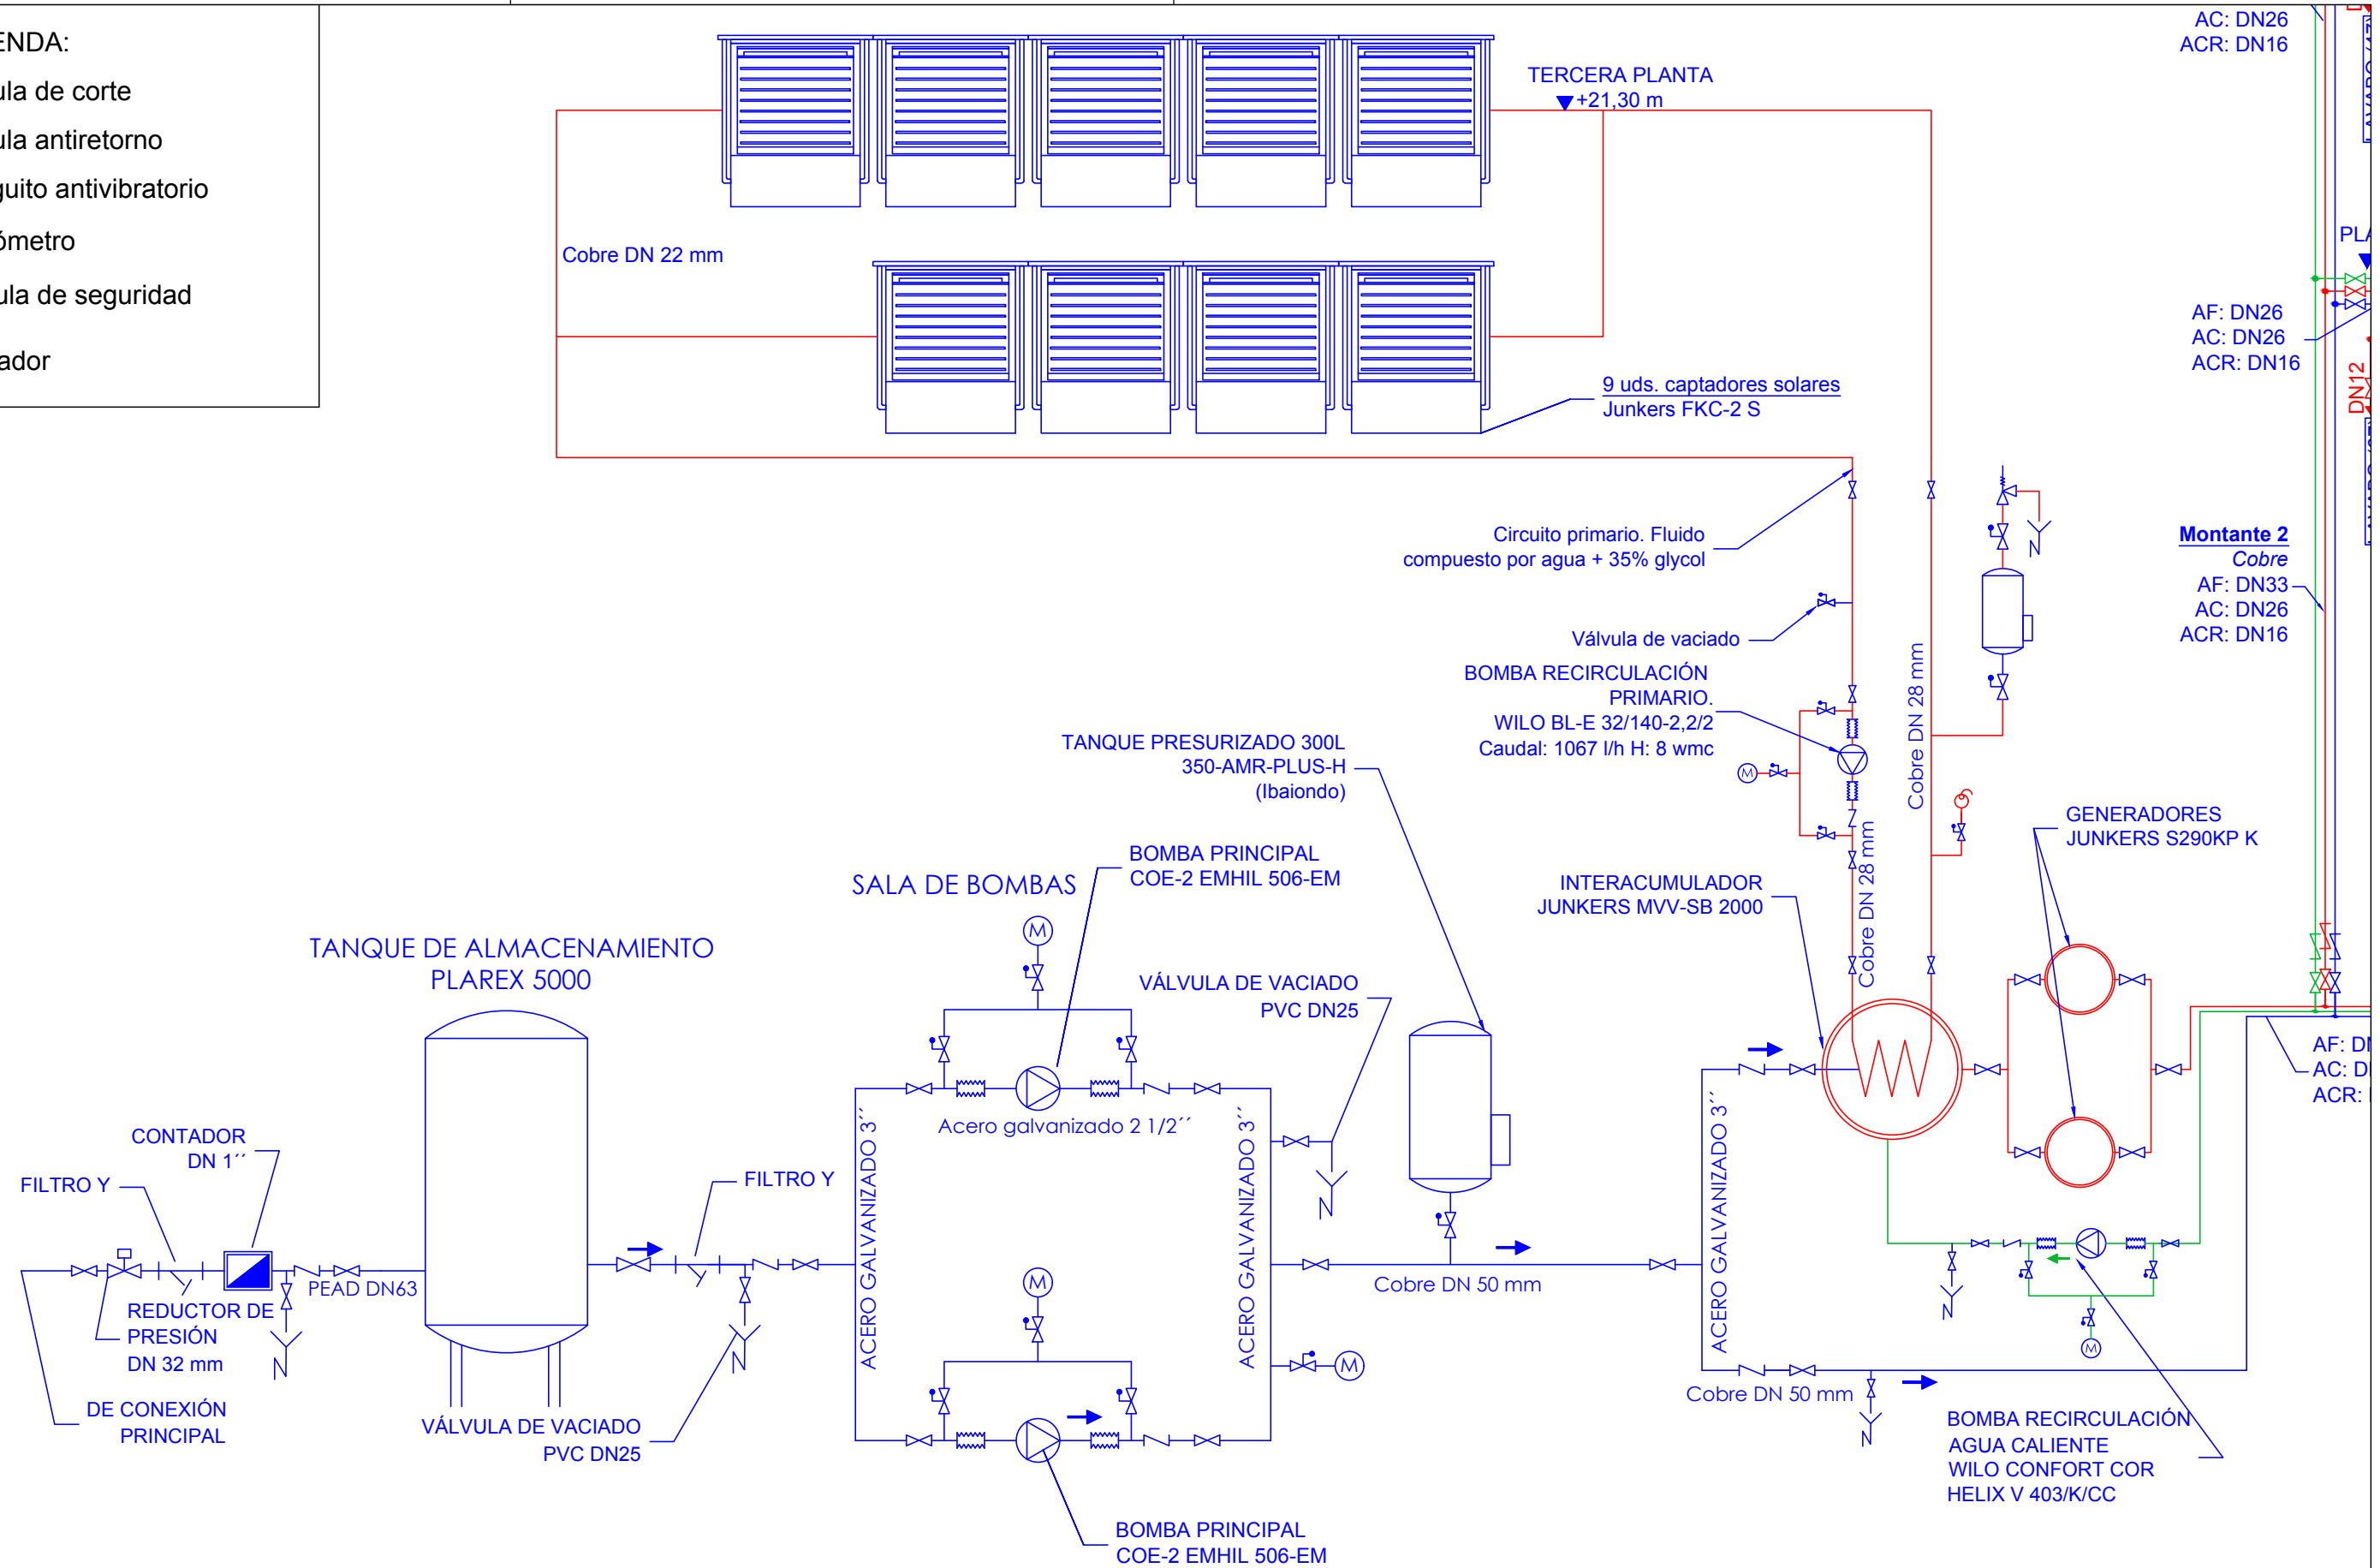 ENDA:
ula de corte
ula antiretorno
guito antivibratorio
ómetro
ula de seguridad
ador
TERCERA PLANTA
+21,30 m
Cobre DN 22 mm
9 uds. captadores solares
Junkers FKC-2 S
AC: DN26
ACR: DN16
PLA
AF: DN26
AC: DN26
ACR: DN16
DN12
Montante 2
Cobre
AF: DN33
AC: DN26
ACR: DN16
Circuito primario. Fluido
compuesto por agua + 35% glycol
Válvula de vaciado
BOMBA RECIRCULACIÓN
PRIMARIO.
WILO BL-E 32/140-2,2/2
Caudal: 1067 l/h H: 8 wmc
M
Cobre DN 28 mm
Cobre DN 28 mm
TANQUE PRESURIZADO 300L
350-AMR-PLUS-H
(Ibaiondo)
GENERADORES
JUNKERS S290KP K
INTERACUMULADOR
JUNKERS MVV-SB 2000
BOMBA PRINCIPAL
COE-2 EMHIL 506-EM
SALA DE BOMBAS
M
TANQUE DE ALMACENAMIENTO
PLAREX 5000
VÁLVULA DE VACIADO
PVC DN25
Acero galvanizado 2 1/2´´
ACERO GALVANIZADO 3´´
ACERO GALVANIZADO 3´´
ACERO GALVANIZADO 3´´
AF: DN
AC: D
ACR:
CONTADOR
DN 1´´
FILTRO Y
FILTRO Y
N
PEAD DN63
REDUCTOR DE
PRESIÓN
DN 32 mm
N
N
DE CONEXIÓN
PRINCIPAL
VÁLVULA DE VACIADO
PVC DN25
M
M
Cobre DN 50 mm
Cobre DN 50 mm
N
N
N
M
BOMBA RECIRCULACIÓN
AGUA CALIENTE
WILO CONFORT COR
HELIX V 403/K/CC
BOMBA PRINCIPAL
COE-2 EMHIL 506-EM